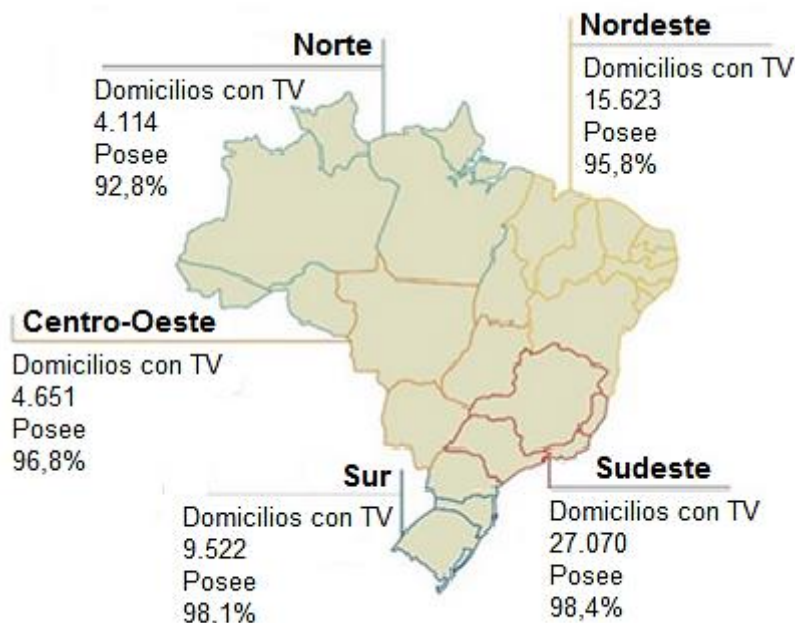 Norte
Domicilios con TV
4.114
Posee
92,8%
Nordeste
Domicilios con TV
15.623
Posee
95,8%
Centro-Oeste
Domicilios con TV
4.651
Posee
96,8%
Sur
Domicilios con TV
9.522
Posee
98,1%
Sudeste
Domicilios con TV
27.070
Posee
98,4%